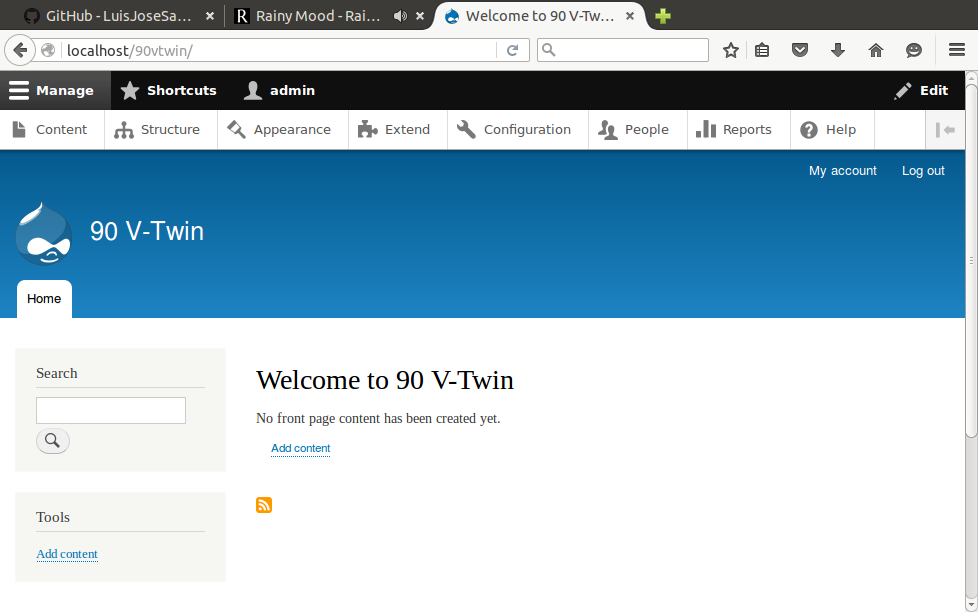 GitHub - LuisJoseSa... Rainy Mood - Rai... Welcome to 90 V-Tw...
localhost/90vtwin/
Manage Shortcuts admin Edit
Content Structure Appearance Extend Configuration People Reports Help
My account Log out
90 V-Twin
Home
Search
Welcome to 90 V-Twin
No front page content has been created yet.
Add content
Tools
Add content